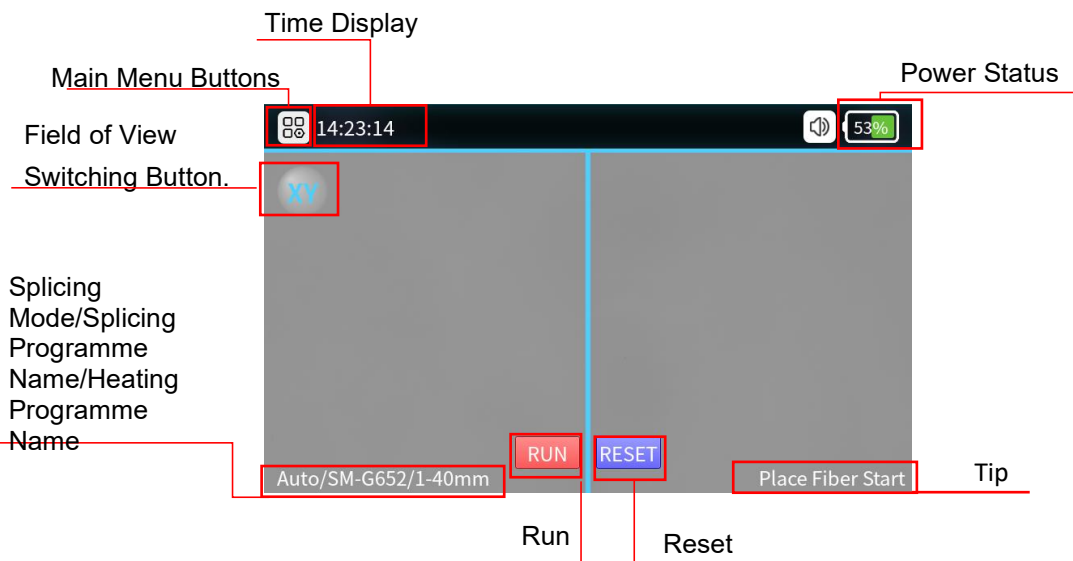 Time Display
Main Menu Buttons
Power Status
14:23:14
53%
Field of View
Switching Button.
XY
Splicing
Mode/Splicing
Programme
Name/Heating
Programme
Name
RUN
RESET
Auto/SM-G652/1-40mm
Place Fiber Start
Tip
Run
Reset